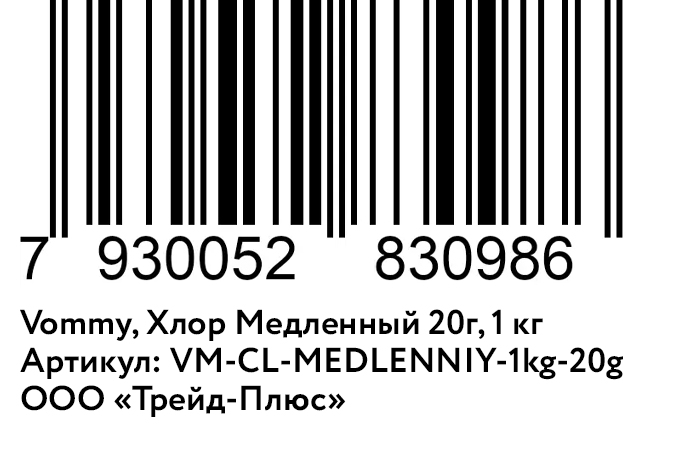 7 930052 830986
Vommy, Хлор Медленный 20г, 1 кг
Артикул: VM-CL-MEDLENNIY-1kg-20g
ООО «Трейд-Плюс»